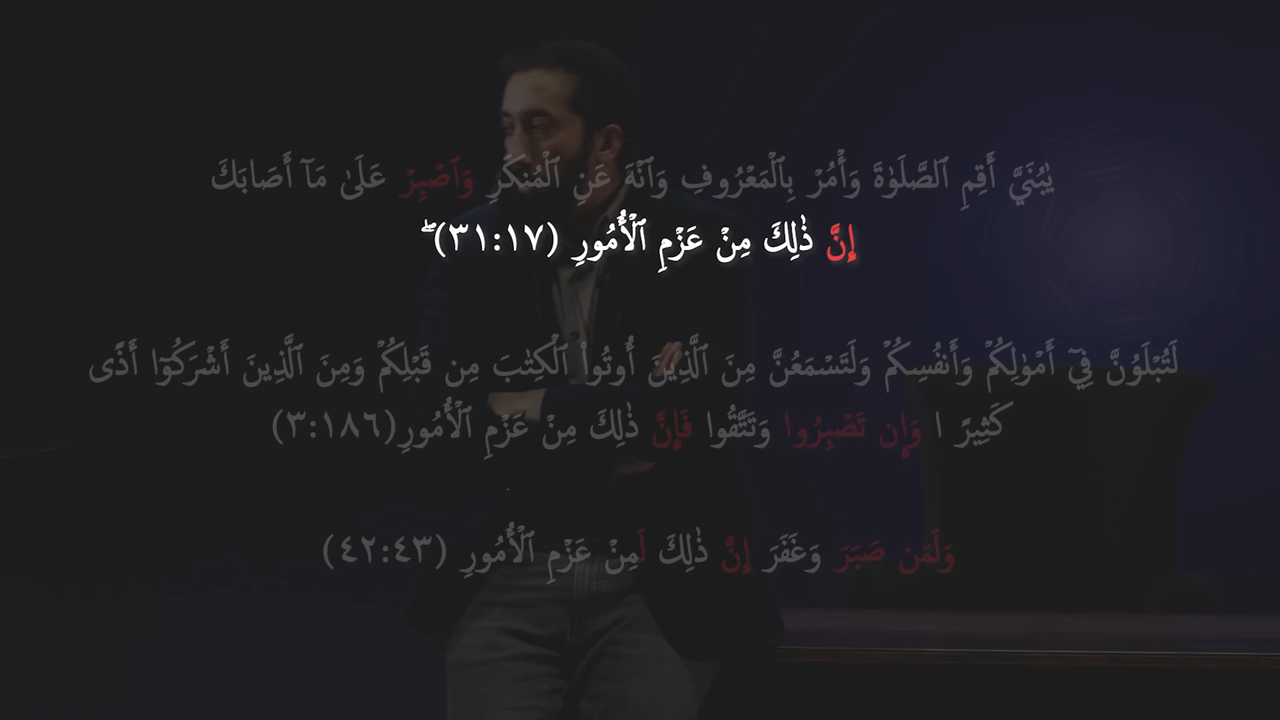 يَٰبُنَيَّ أَقِمِ ٱلصَّلَوٰةَ وَأْمُرْ بِٱلْمَعْرُوفِ وَٱنْهَ عَنِ ٱلْمُنكَرِ وَٱصْبِرْ عَلَىٰ مَآ أَصَابَكَ
إِنَّ ذَٰلِكَ مِنْ عَزْمِ ٱلْأُمُورِ (٣١:١٧) ۖ
لَتُبْلَوُنَّ فِيٓ أَمْوَٰلِكُمْ وَأَنفُسِكُمْ وَلَتَسْمَعُنَّ مِنَ ٱلَّذِينَ أُوتُوا۟ ٱلْكِتَٰبَ مِن قَبْلِكُمْ وَمِنَ ٱلَّذِينَ أَشْرَكُوٓا۟ أَذًى
كَثِيرً ا وَإِن تَصْبِرُوا وَتَتَّقُوا فَإِنَّ ذَٰلِكَ مِنْ عَزْمِ ٱلْأُمُورِ(٣:١٨٦)
وَلَمَن صَبَرَ وَغَفَرَ إِنَّ ذَٰلِكَ لَمِنْ عَزْمِ ٱلْأُمُورِ (٤٢:٤٣)